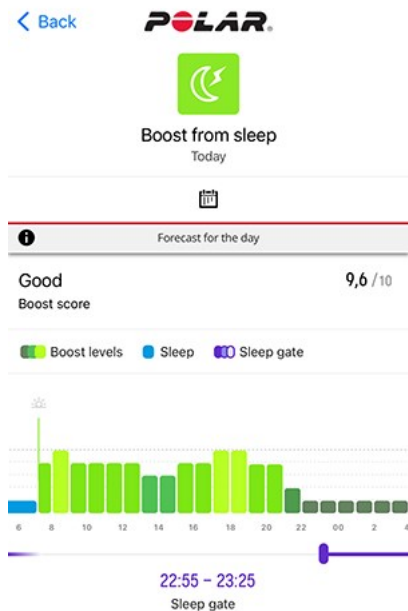 Back
POLAR.
Boost from sleep
Today
Forecast for the day
Good 9,6 /10
Boost score
Boost levels Sleep Sleep gate
6 8 10 12 14 16 18 20 22 00 2 4
22:55 – 23:25
Sleep gate